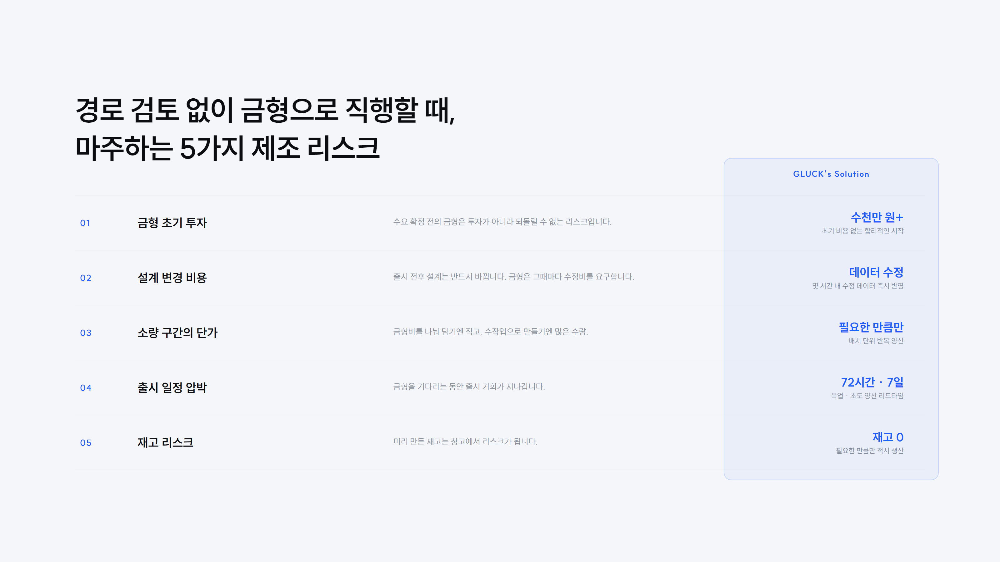 경로 검토 없이 금형으로 직행할 때,
마주하는 5가지 제조 리스크
GLUCK's Solution
01
금형 초기 투자
수요 확정 전의 금형은 투자가 아니라 되돌릴 수 없는 리스크입니다.
수천만 원+
초기 비용 없는 합리적인 시작
02
설계 변경 비용
출시 전후 설계는 반드시 바뀝니다. 금형은 그때마다 수정비를 요구합니다.
데이터 수정
몇 시간 내 수정 데이터 즉시 반영
03
소량 구간의 단가
금형비를 나눠 담기엔 적고, 수작업으로 만들기엔 많은 수량.
필요한 만큼만
배치 단위 반복 양산
04
출시 일정 압박
금형을 기다리는 동안 출시 기회가 지나갑니다.
72시간 · 7일
목업 · 초도 양산 리드타임
05
재고 리스크
미리 만든 재고는 창고에서 리스크가 됩니다.
재고 0
필요한 만큼만 적시 생산